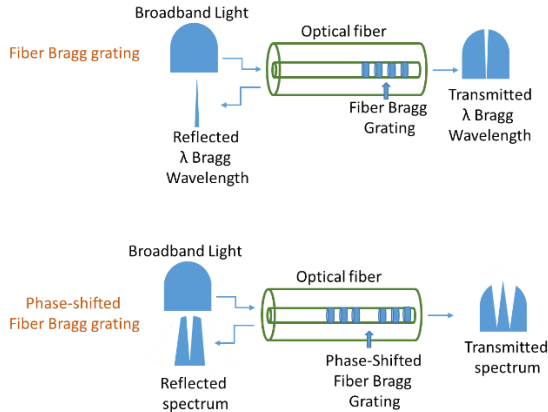 Broadband Light
Optical fiber
Fiber Bragg grating
Fiber Bragg
Grating
Reflected
λ Bragg
Wavelength
Transmitted
λ Bragg
Wavelength
Broadband Light
Optical fiber
Phase-shifted
Fiber Bragg grating
Phase-Shifted
Fiber Bragg
Grating
Reflected
spectrum
Transmitted
spectrum